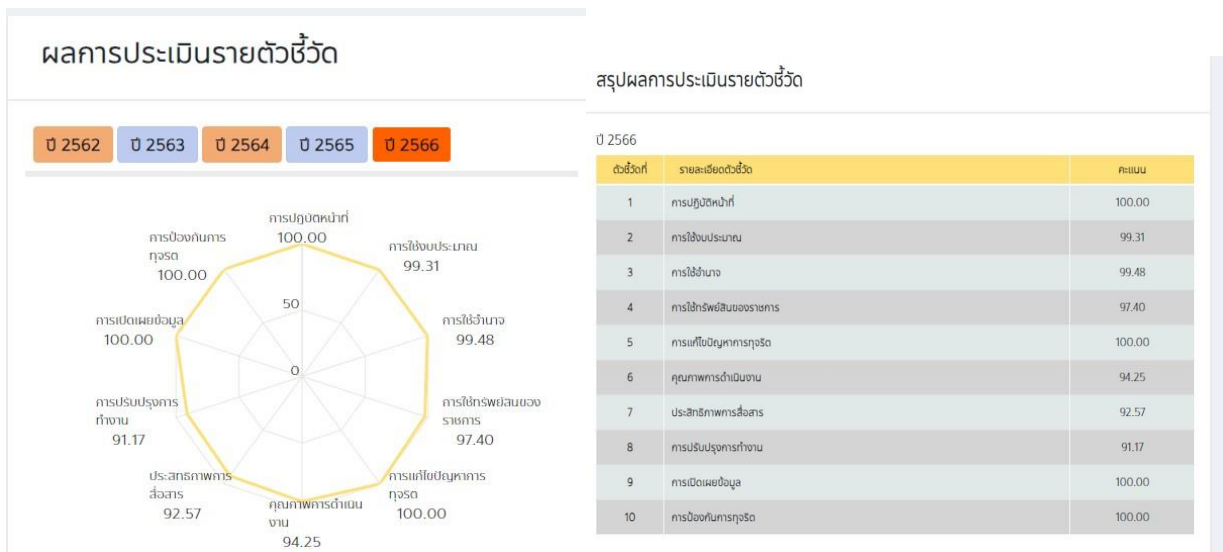 ผลการประเมินรายตัวชี้วัด
ปี 2562 ปี 2563 ปี 2564 ปี 2565 ปี 2566
การปฏิบัติหน้าที่
100.00
การใช้งบประมาณ
99.31
การใช้อำนาจ
99.48
การใช้ทรัพย์สินของ
ราชการ
97.40
การแก้ไขปัญหาการ
ทุจริต
100.00
คุณภาพการดำเนิน
งาน
94.25
ประสิทธิภาพการ
สื่อสาร
92.57
การปรับปรุงการ
ทำงาน
91.17
การเปิดเผยข้อมูล
100.00
การป้องกันการ
ทุจริต
100.00
50
0
สรุปผลการประเมินรายตัวชี้วัด
ปี 2566
ตัวชี้วัดที่ รายละเอียดตัวชี้วัด คะแนน
1 การปฏิบัติหน้าที่ 100.00
2 การใช้งบประมาณ 99.31
3 การใช้อำนาจ 99.48
4 การใช้ทรัพย์สินของราชการ 97.40
5 การแก้ไขปัญหาการทุจริต 100.00
6 คุณภาพการดำเนินงาน 94.25
7 ประสิทธิภาพการสื่อสาร 92.57
8 การปรับปรุงการทำงาน 91.17
9 การเปิดเผยข้อมูล 100.00
10 การป้องกันการทุจริต 100.00